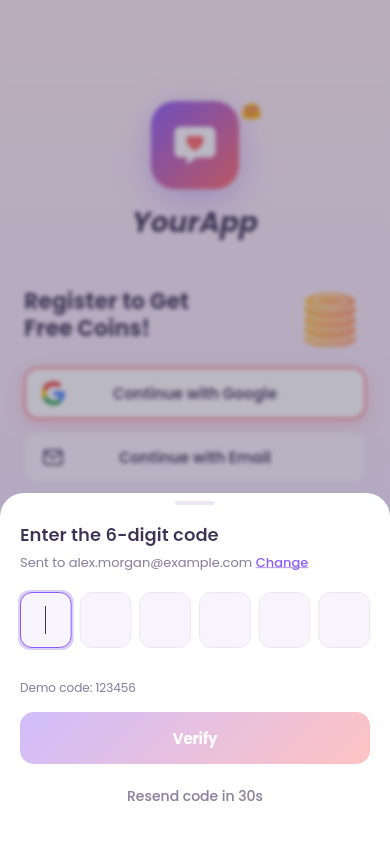 YourApp
Register to Get
Free Coins!
Continue with Google
Continue with Email
Enter the 6-digit code
Sent to alex.morgan@example.com Change
Demo code: 123456
Verify
Resend code in 30s